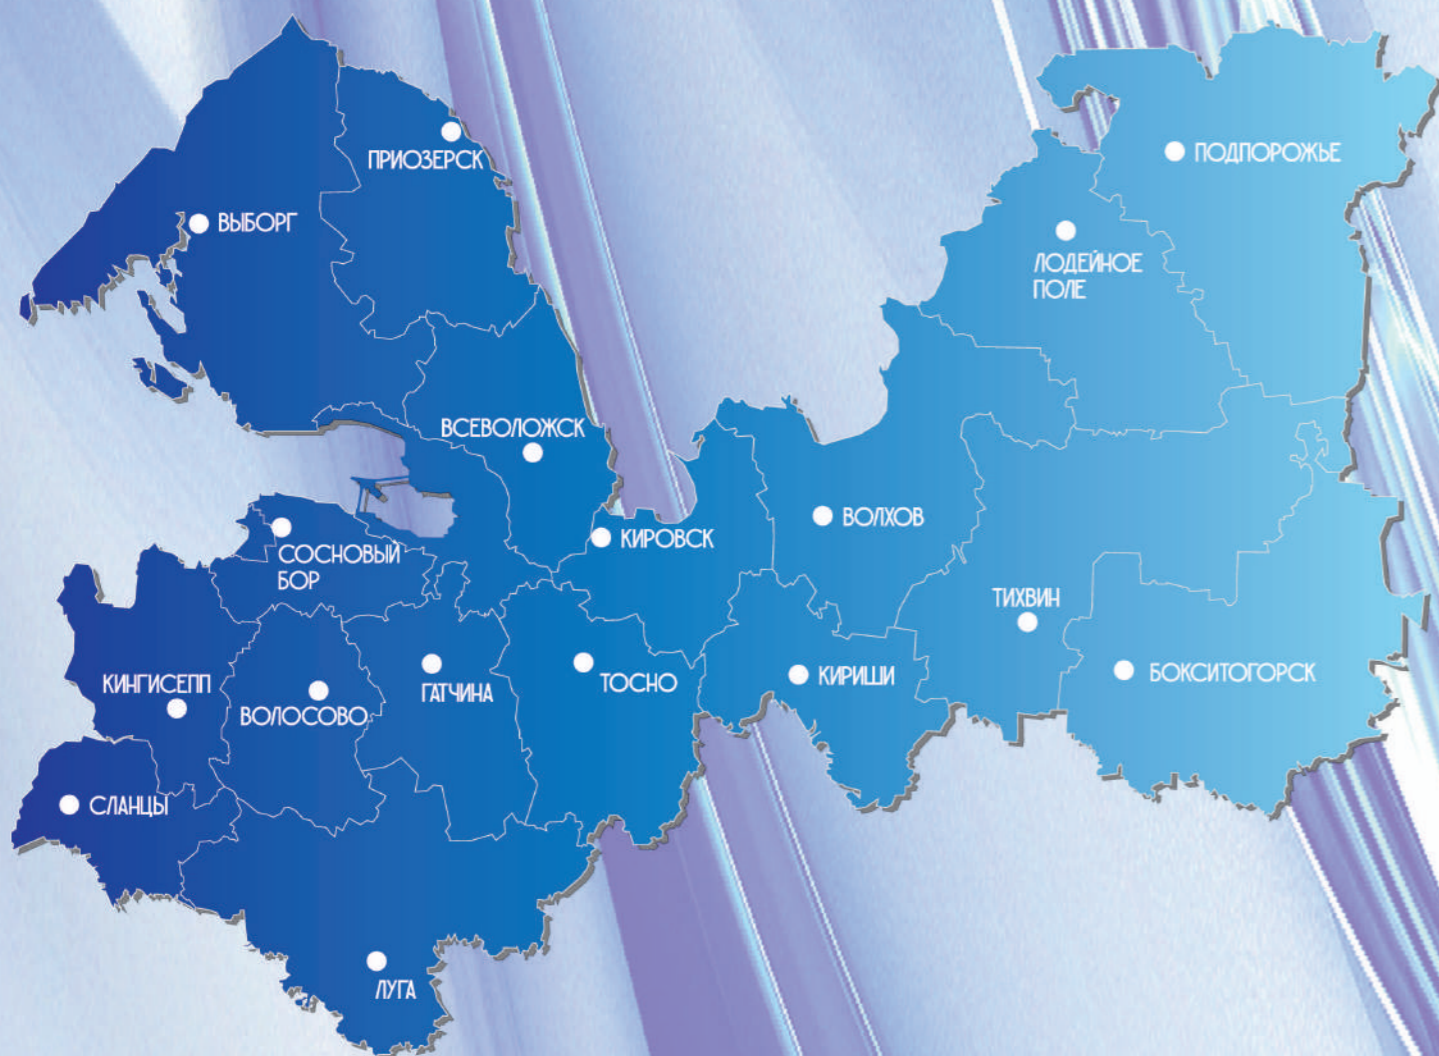 ПРИОЗЕРСК
ПОДПОРОЖЬЕ
ВЫБОРГ
ЛОДЕЙНОЕ
ПОЛЕ
ВСЕВОЛОЖСК
ВОЛХОВ
КИРОВСК
СОСНОВЫЙ
БОР
ТИХВИН
БОКСИТОГОРСК
КИРИШИ
ТОСНО
КИНГИСЕПП
ГАТЧИНА
ВОЛОСОВО
СЛАНЦЫ
ЛУГА